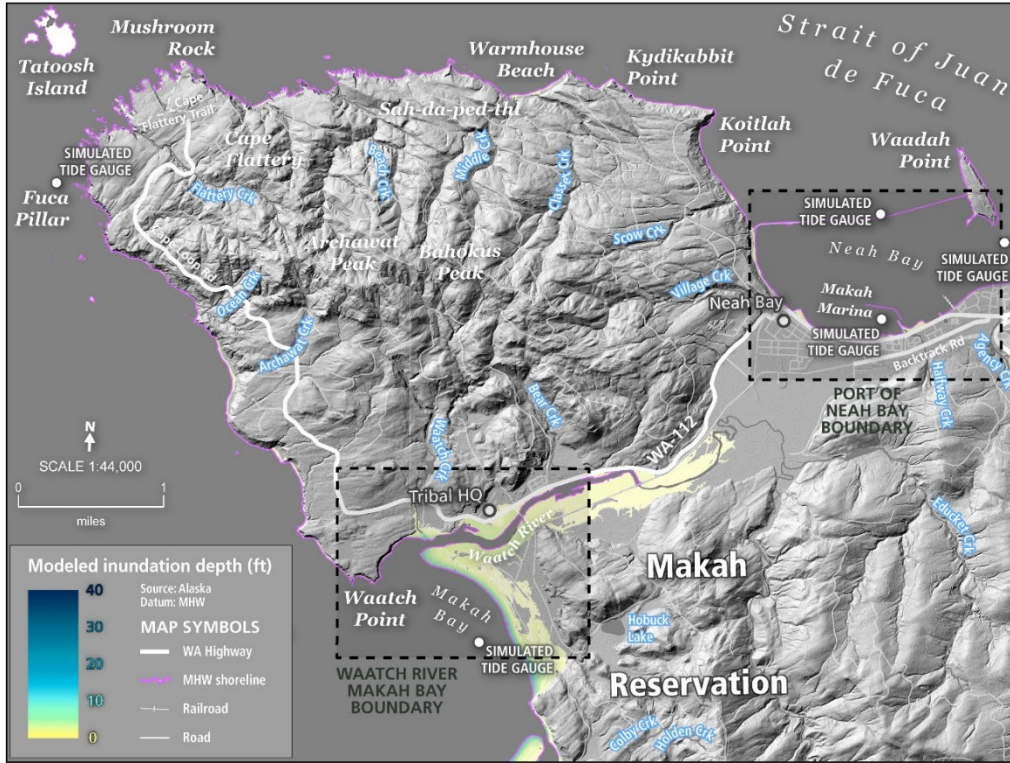 Tatoosh
Island
Mushroom
Rock
Warmhouse
Beach
Kydikabbit
Point
Strait of Juan
de Fuca
Koitlah
Point
Waadah
Point
Cape
Flattery Trail
Sah-da-ped-thl
Cape
Flattery
SIMULATED
TIDE GAUGE
Fuca
Pillar
Flattery Crk
Beach Crk
Middle Crk
Classet Crk
SIMULATED
TIDE GAUGE
Neah Bay
SIMULATED
TIDE GAUGE
Scow Crk
Archawat
Peak
Bahokus
Peak
Cape Loop Rd
Ocean Crk
Village Crk
Neah Bay
Makah
Marina
SIMULATED
TIDE GAUGE
Backtrack Rd
Agency Crk
Halfway Crk
PORT OF
NEAH BAY
BOUNDARY
Archawat Crk
Bear Crk
Waatch Crk
WA-112
N
SCALE 1:44,000
0
1
miles
Tribal HQ
Waatch River
Educket Crk
Makah
Waatch
Point
Makah
Bay
SIMULATED
TIDE GAUGE
Hobuck
Lake
WAATCH RIVER
MAKAH BAY
BOUNDARY
Reservation
Colby Crk
Holden Crk
Modeled inundation depth (ft)
40
30
20
10
0
Source: Alaska
Datum: MHW
MAP SYMBOLS
WA Highway
MHW shoreline
Railroad
Road